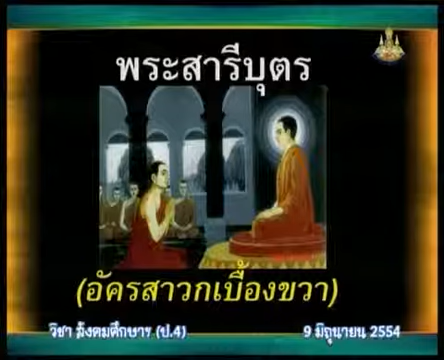 พระสารีบุตร
(อัครสาวกเบื้องขวา)
วิชา สังคมศึกษาฯ (ป.4)
9 มิถุนายน 2554